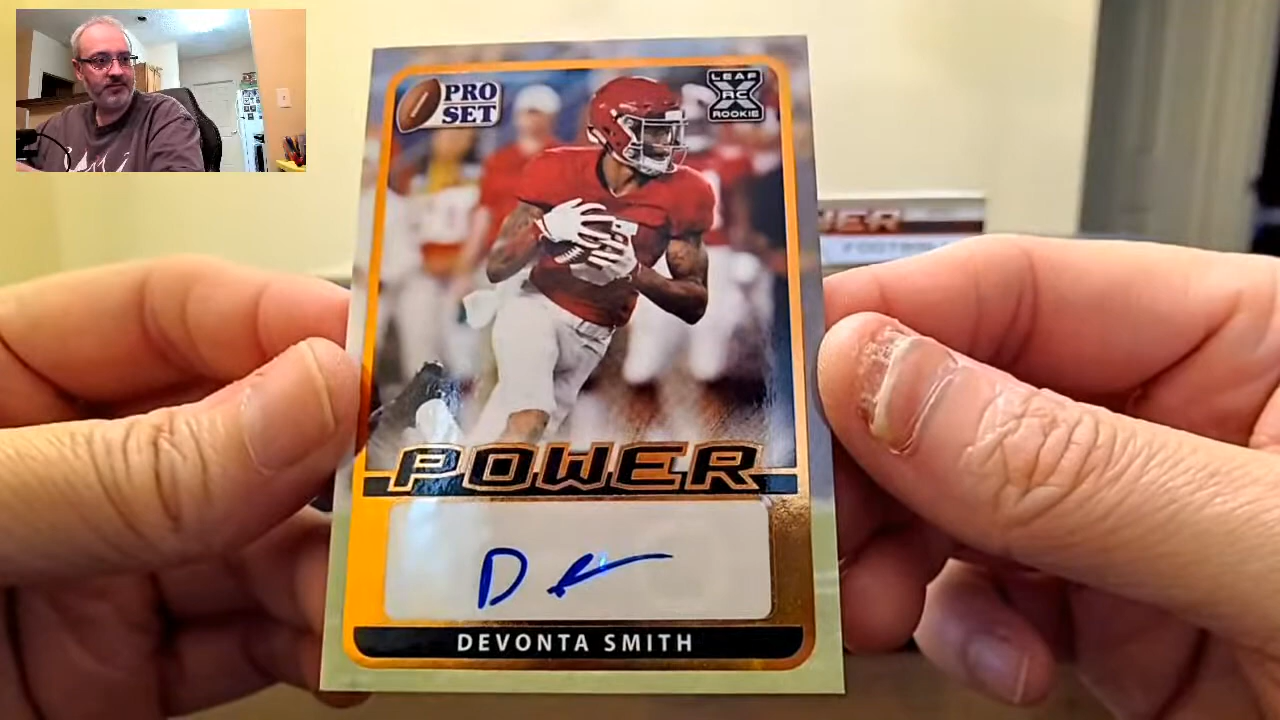 PRO
SET
LEAF
X
RC
ROOKIE
POWER
DEVONTA SMITH